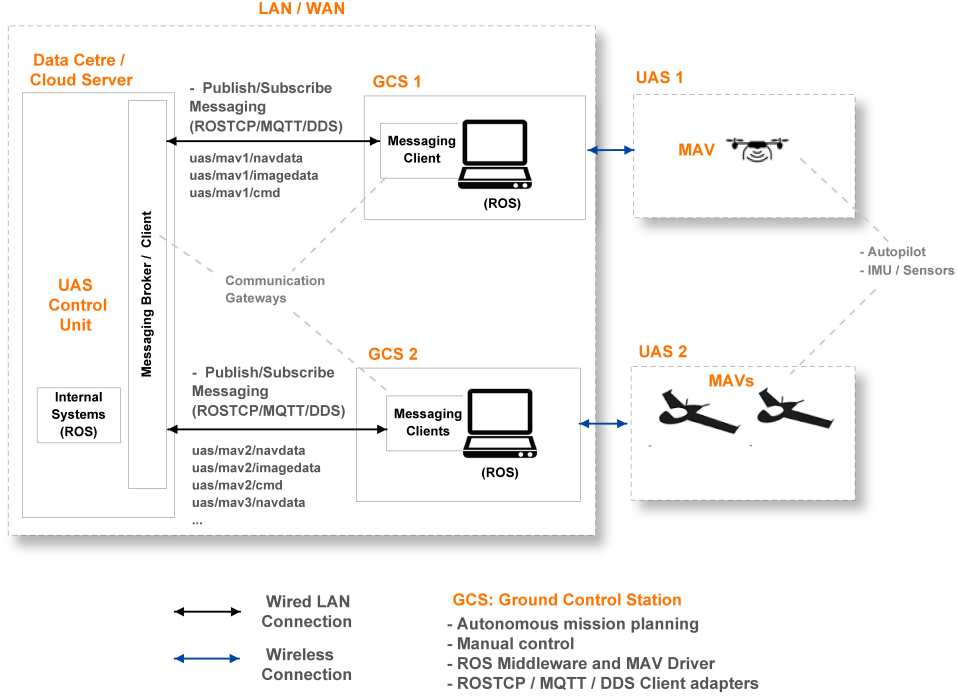 LAN / WAN
Data Cetre /
Cloud Server
UAS
Control
Unit
Internal
Systems
(ROS)
Messaging Broker / Client
- Publish/Subscribe
Messaging
(ROSTCP/MQTT/DDS)
uas/mav1/navdata
uas/mav1/imagedata
uas/mav1/cmd
Communication
Gateways
- Publish/Subscribe
Messaging
(ROSTCP/MQTT/DDS)
uas/mav2/navdata
uas/mav2/imagedata
uas/mav2/cmd
uas/mav3/navdata
...
GCS 1
Messaging
Client
(ROS)
GCS 2
Messaging
Clients
(ROS)
UAS 1
MAV
- Autopilot
- IMU / Sensors
UAS 2
MAVs
-
-
Wired LAN
Connection
Wireless
Connection
GCS: Ground Control Station
- Autonomous mission planning
- Manual control
- ROS Middleware and MAV Driver
- ROSTCP / MQTT / DDS Client adapters